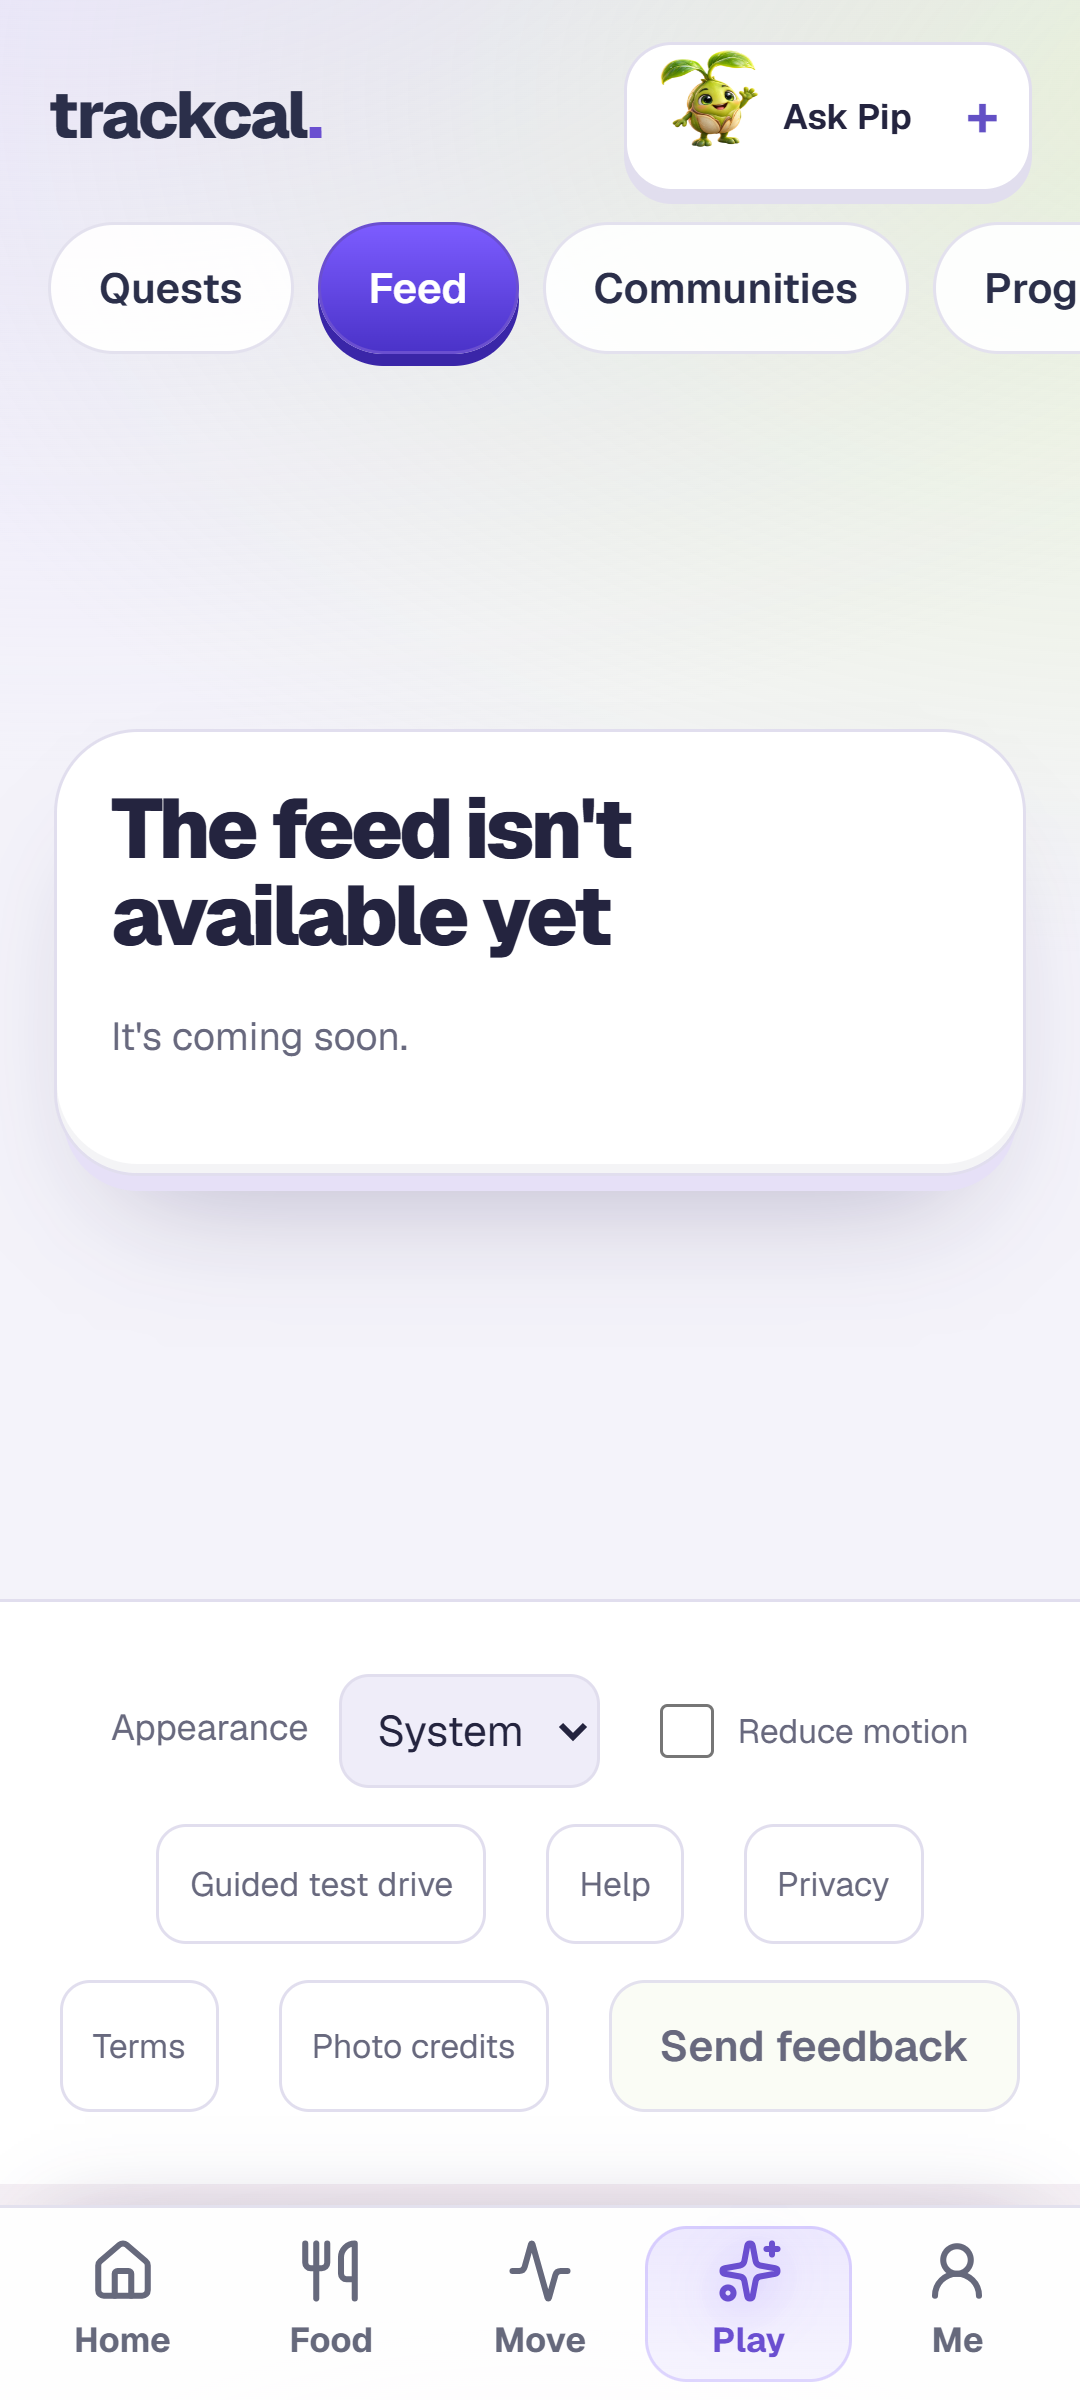 trackcal.
Ask Pip +
Quests
Feed
Communities
Prog
The feed isn't
available yet
It's coming soon.
Appearance
System
Reduce motion
Guided test drive
Help
Privacy
Terms
Photo credits
Send feedback
Home
Food
Move
Play
Me